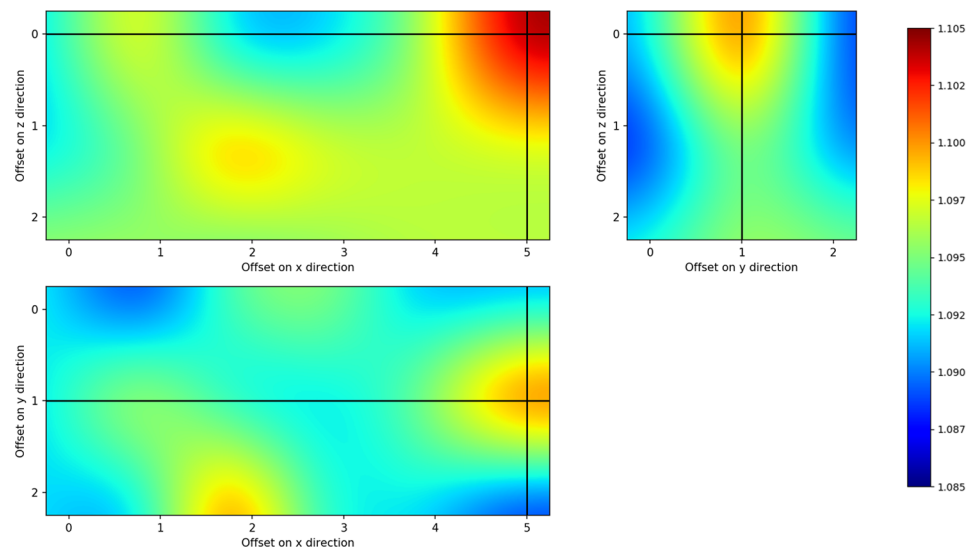 0
1
2
Offset on z direction
0 1 2 3 4 5
Offset on x direction
0
1
2
Offset on z direction
0 1 2
Offset on y direction
0
1
2
Offset on y direction
0 1 2 3 4 5
Offset on x direction
1.105
1.102
1.100
1.097
1.095
1.092
1.090
1.087
1.085